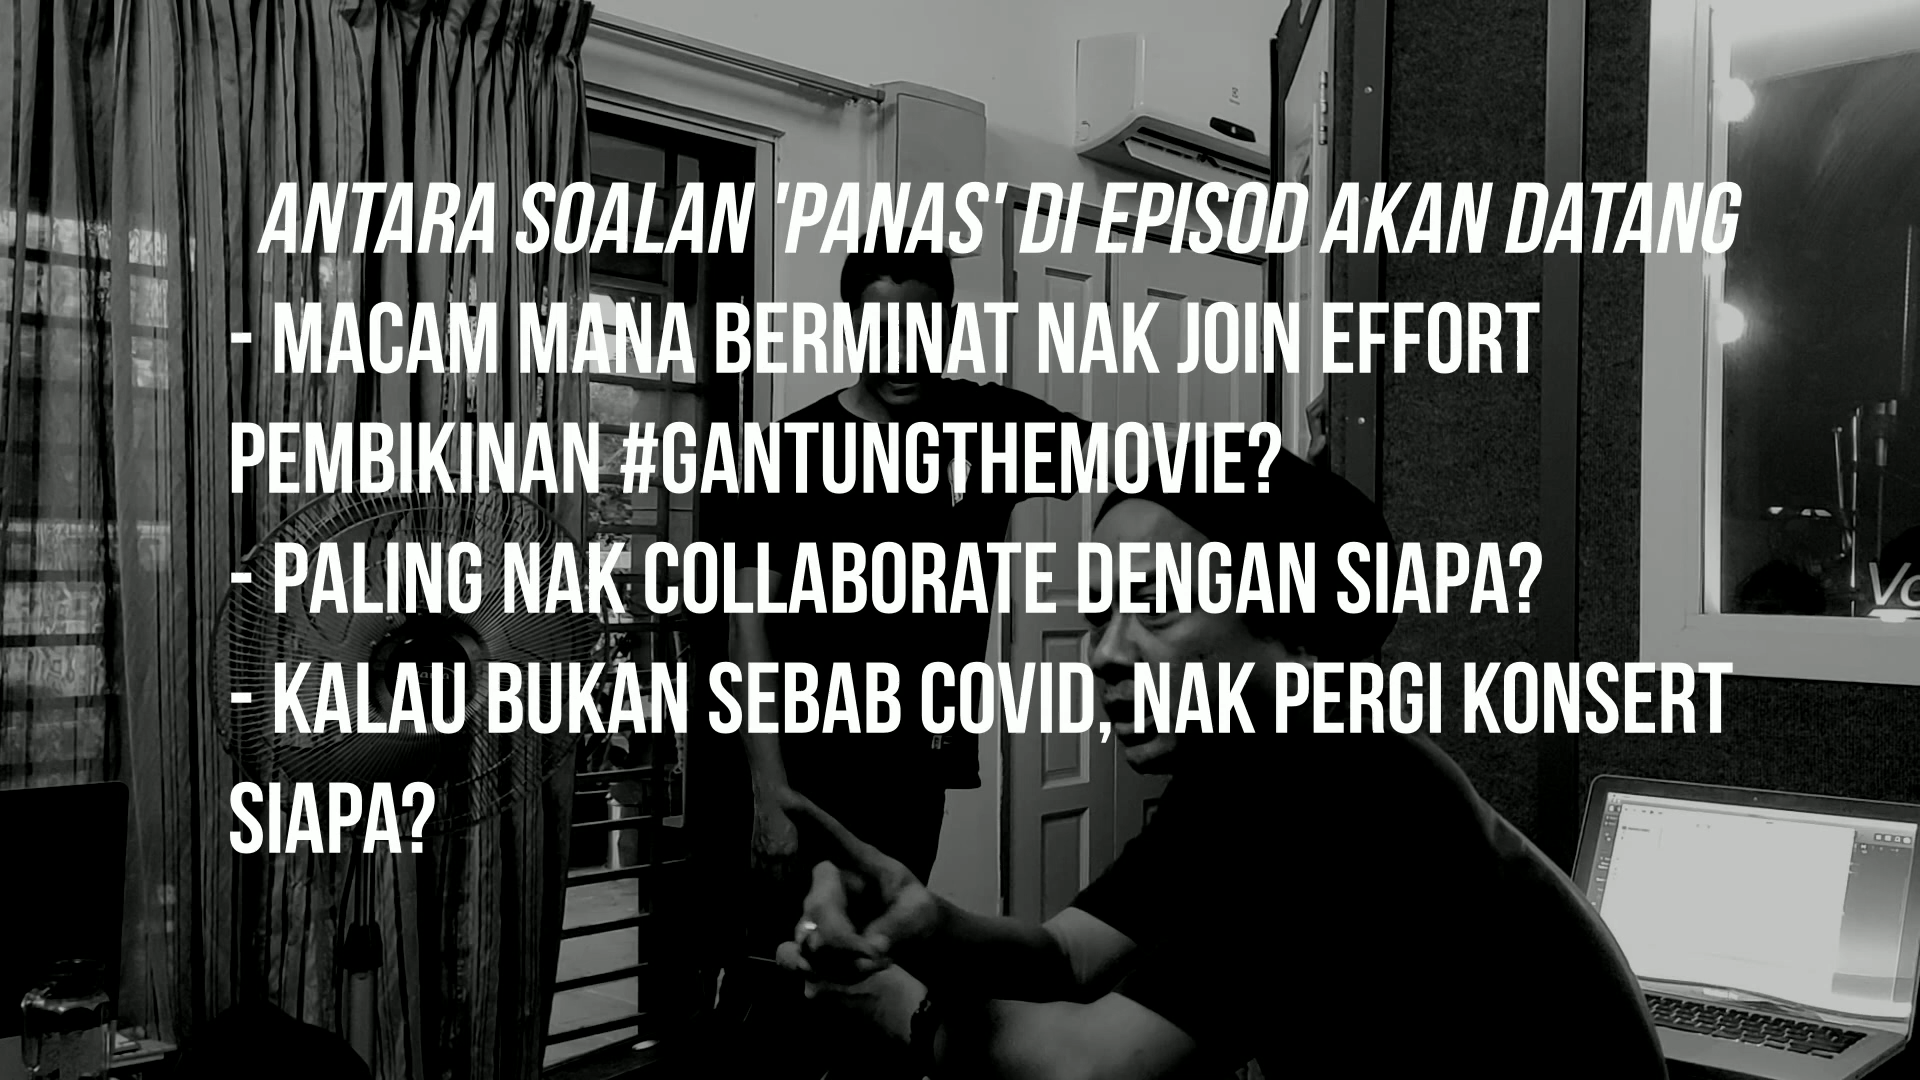 ANTARA SOALAN 'PANAS' DI EPISOD AKAN DATANG
- MACAM MANA BERMINAT NAK JOIN EFFORT
PEMBIKINAN #GANTUNGTHEMOVIE?
- PALING NAK COLLABORATE DENGAN SIAPA?
- KALAU BUKAN SEBAB COVID, NAK PERGI KONSERT
SIAPA?